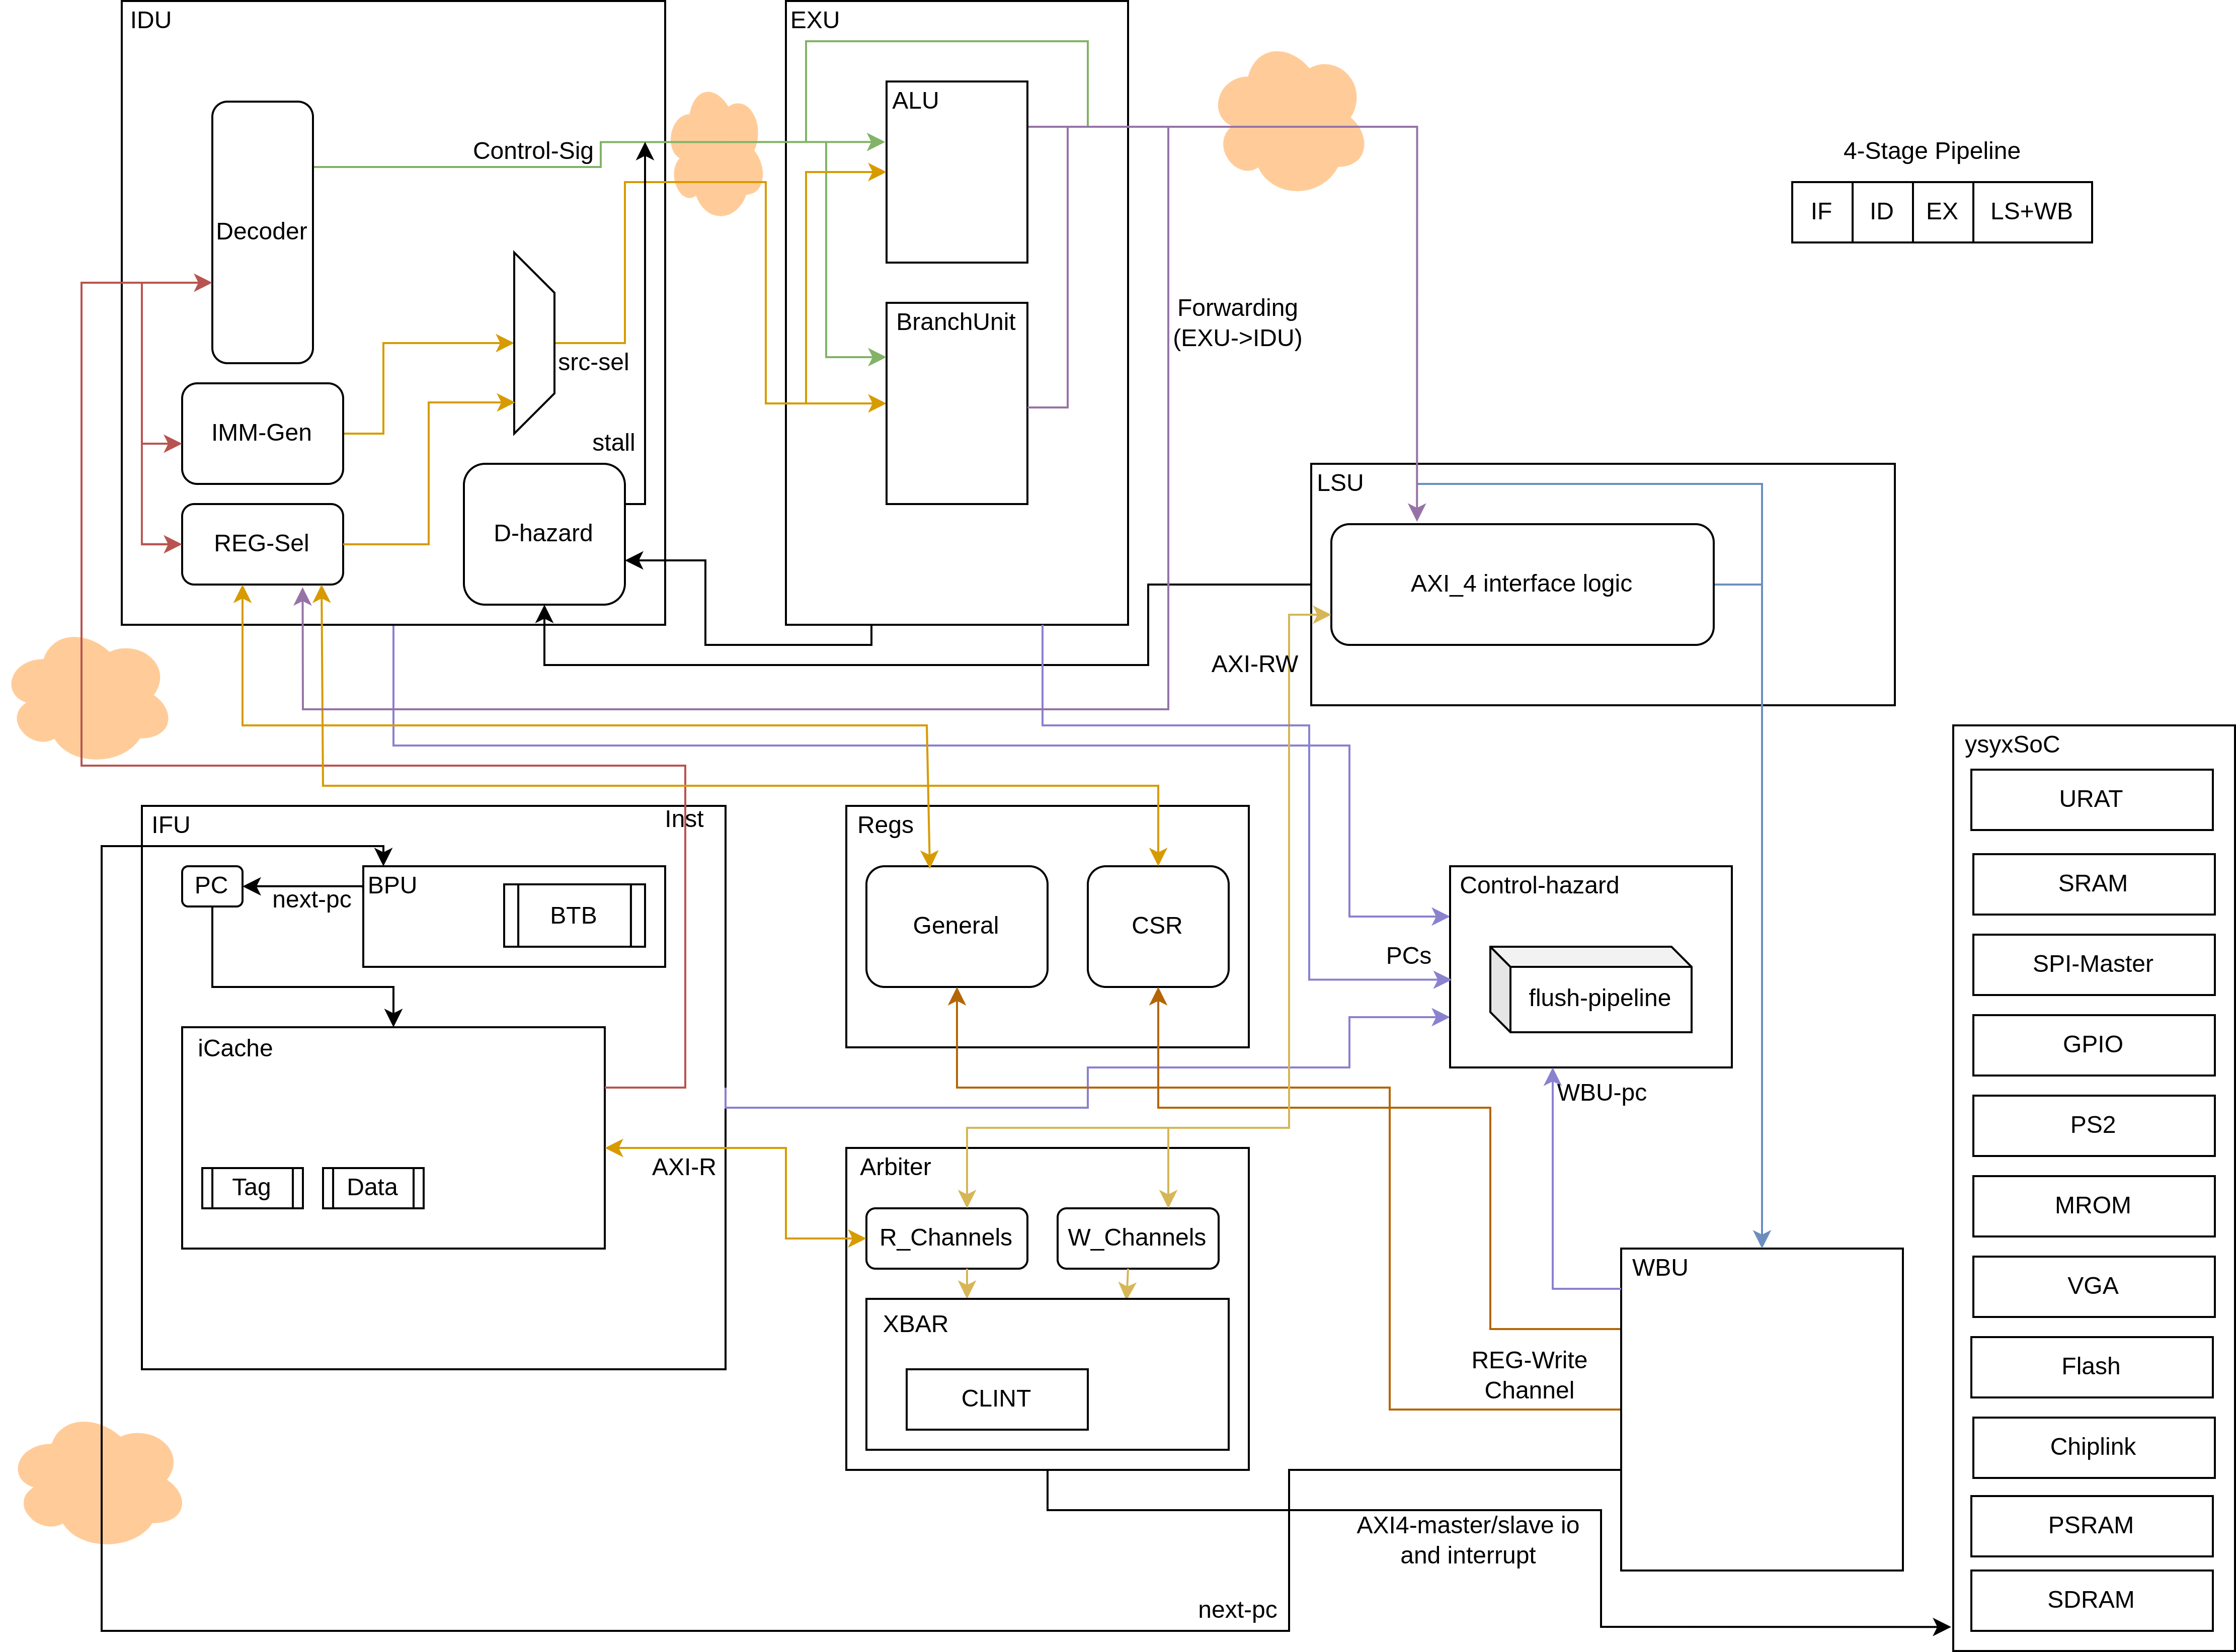 IDU
Decoder
Control-Sig
IMM-Gen
REG-Sel
src-sel
stall
D-hazard
EXU
ALU
BranchUnit
Forwarding
(EXU->IDU)
4-Stage Pipeline
IF
ID
EX
LS+WB
LSU
AXI_4 interface logic
AXI-RW
IFU
Inst
PC
next-pc
BPU
BTB
iCache
Tag
Data
AXI-R
Regs
General
CSR
Control-hazard
PCs
flush-pipeline
WBU-pc
Arbiter
R_Channels
W_Channels
XBAR
CLINT
WBU
REG-Write
Channel
AXI4-master/slave io
and interrupt
next-pc
ysyxSoC
URAT
SRAM
SPI-Master
GPIO
PS2
MROM
VGA
Flash
Chiplink
PSRAM
SDRAM